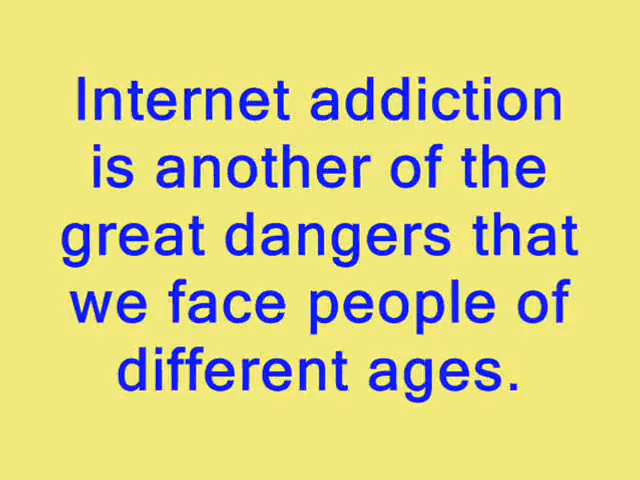 Internet addiction
is another of the
great dangers that
we face people of
different ages.